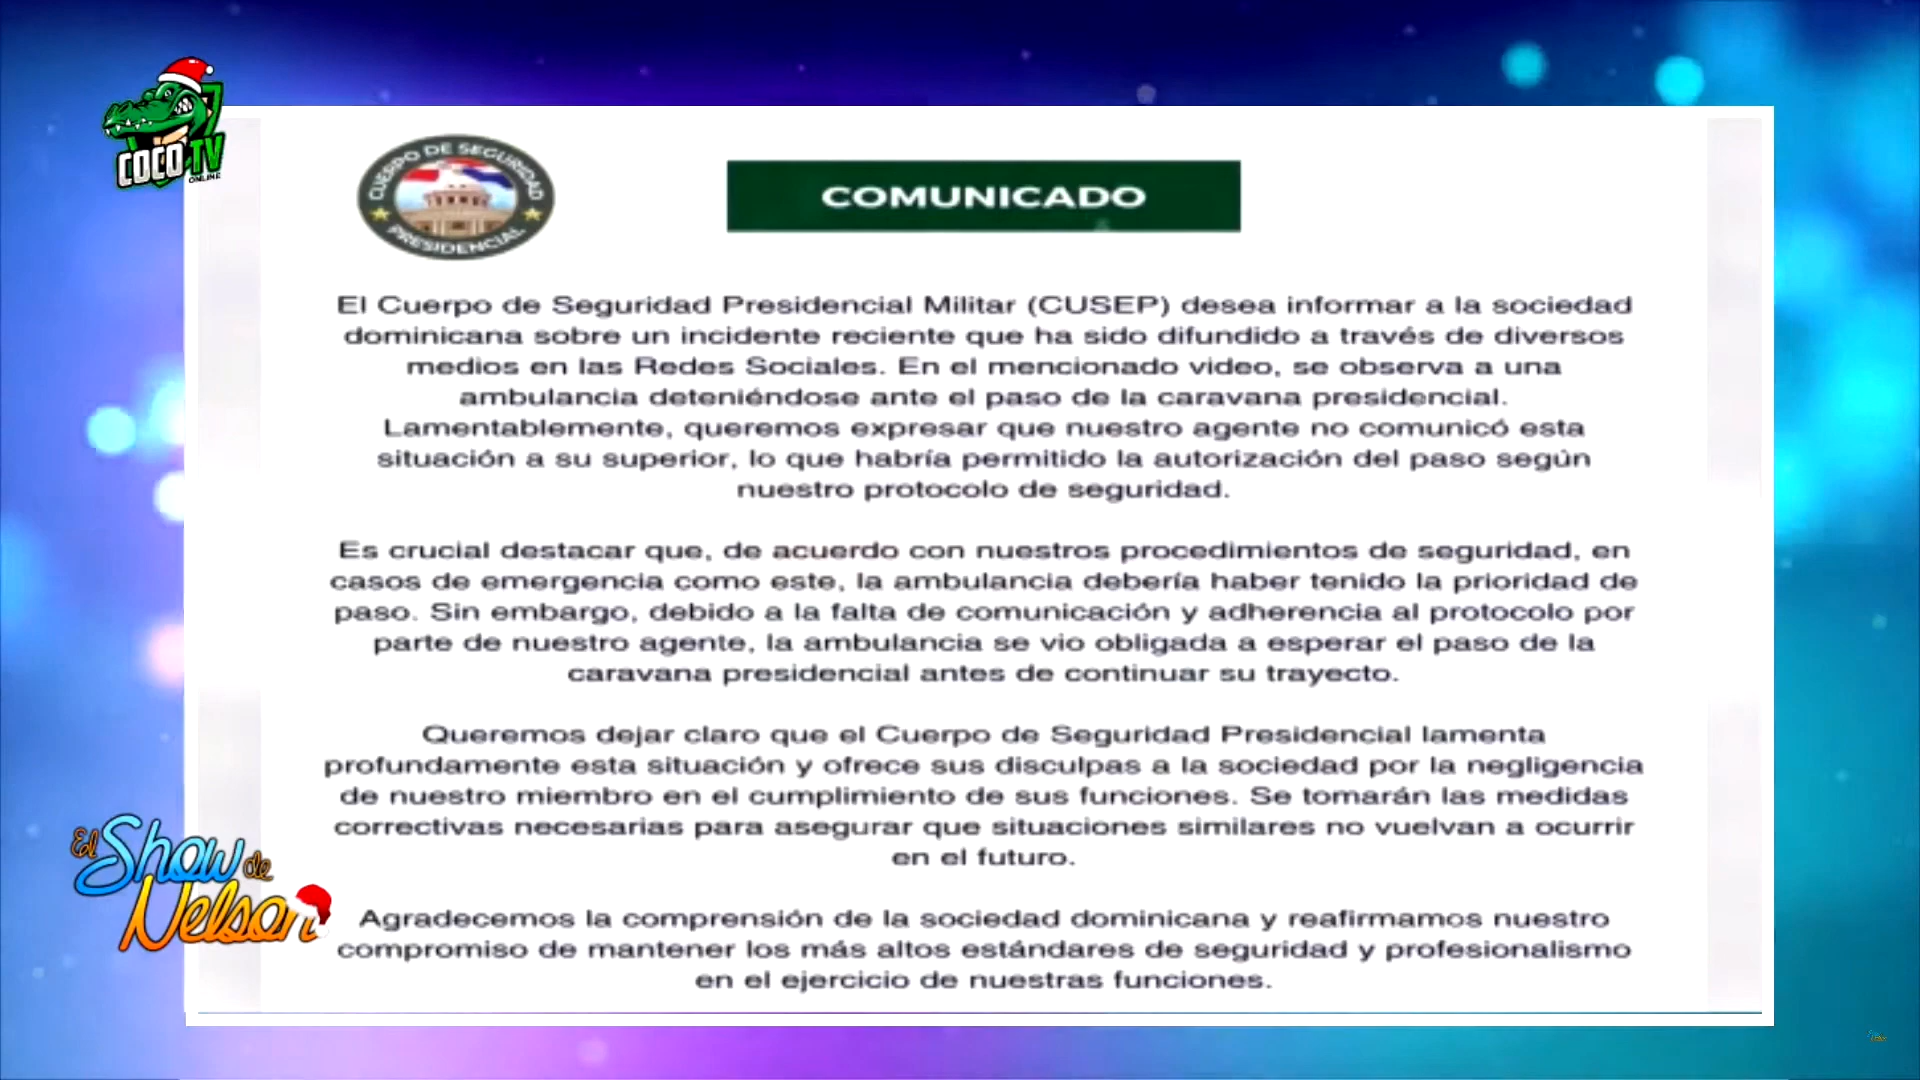 COCO TV
ONLINE
CUERPO DE SEGURIDAD
PRESIDENCIAL
COMUNICADO
El Cuerpo de Seguridad Presidencial Militar (CUSEP) desea informar a la sociedad
dominicana sobre un incidente reciente que ha sido difundido a través de diversos
medios en las Redes Sociales. En el mencionado video, se observa a una
ambulancia deteniéndose ante el paso de la caravana presidencial.
Lamentablemente, queremos expresar que nuestro agente no comunicó esta
situación a su superior, lo que habría permitido la autorización del paso según
nuestro protocolo de seguridad.
Es crucial destacar que, de acuerdo con nuestros procedimientos de seguridad, en
casos de emergencia como este, la ambulancia debería haber tenido la prioridad de
paso. Sin embargo, debido a la falta de comunicación y adherencia al protocolo por
parte de nuestro agente, la ambulancia se vio obligada a esperar el paso de la
caravana presidencial antes de continuar su trayecto.
Queremos dejar claro que el Cuerpo de Seguridad Presidencial lamenta
profundamente esta situación y ofrece sus disculpas a la sociedad por la negligencia
de nuestro miembro en el cumplimiento de sus funciones. Se tomarán las medidas
correctivas necesarias para asegurar que situaciones similares no vuelvan a ocurrir
en el futuro.
Agradecemos la comprensión de la sociedad dominicana y reafirmamos nuestro
compromiso de mantener los más altos estándares de seguridad y profesionalismo
en el ejercicio de nuestras funciones.
El Show de
Nelson